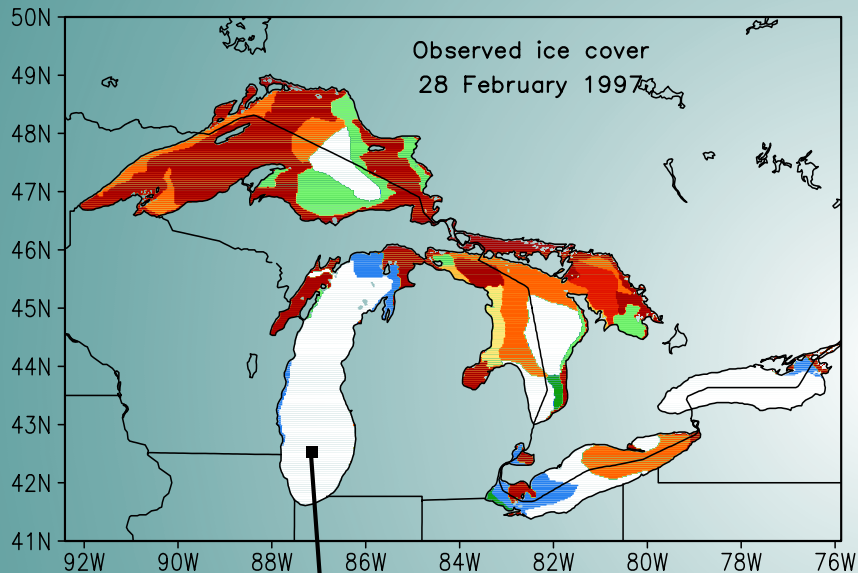 50N
Observed ice cover
49N
28 February 1997
48N
47N
46N
45N
44N
43N
42N
41N
92W 90W 88W 86W 84W 82W 80W 78W 76W